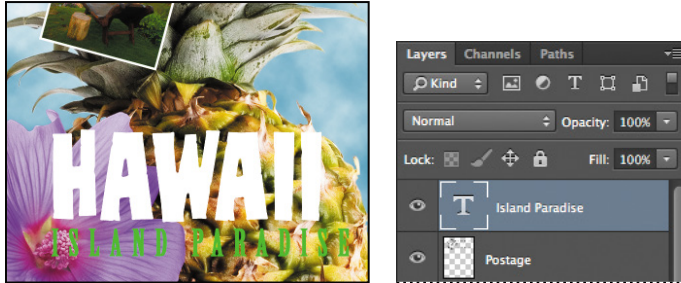 HAWAII
ISLAND PARADISE
Layers Channels Paths
Kind T
Normal Opacity: 100%
Lock: Fill: 100%
T Island Paradise
Postage